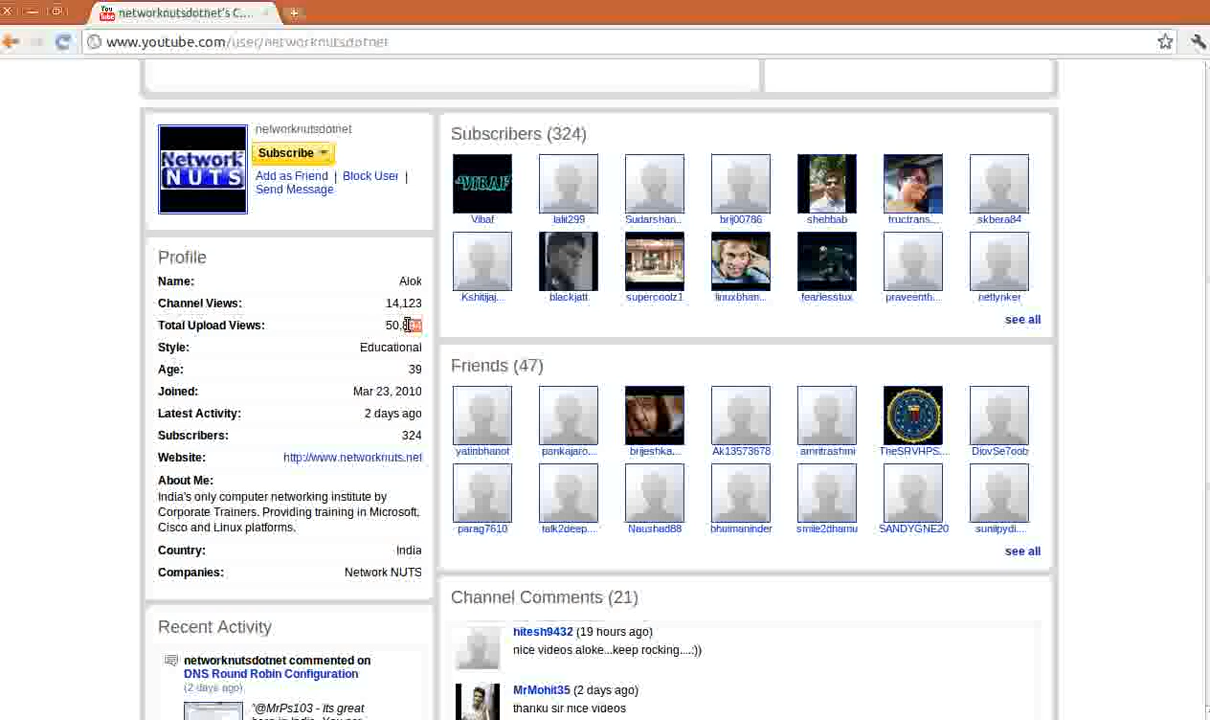 networknutsdotnet's C...
www.youtube.com/user/networknutsdotnet
Network
NUTS
networknutsdotnet
Subscribe
Add as Friend | Block User |
Send Message
Profile
Name: Alok
Channel Views: 14,123
Total Upload Views:
Style: Educational
Age: 39
Joined: Mar 23, 2010
Latest Activity: 2 days ago
Subscribers: 324
Website: http://www.networknuts.net
About Me:
India's only computer networking institute by
Corporate Trainers. Providing training in Microsoft,
Cisco and Linux platforms.
Country: India
Companies: Network NUTS
Recent Activity
networknutsdotnet commented on
DNS Round Robin Configuration
(2 days ago)
"@MrPs103 - Its great
Subscribers (324)
Vibaf lalit299 Sudarshan... brij00786 shehbab fructrans... skbera84
Kshitijaj... blackjatt supercoolz1 linuxbhan... fearlesstux praveenth... nettynker
see all
Friends (47)
yatinbhanot pankajaro... brijeshka... Ak13573678 amritrashmi TheSRVHPS... DiovSe7oob
parag7610 talk2deep... Naushad88 bhumaninder smile2dhamu SANDYGNE20 sunilpydi...
see all
Channel Comments (21)
hitesh9432 (19 hours ago)
nice videos aloke...keep rocking....:))
MrMohit35 (2 days ago)
thanku sir nice videos